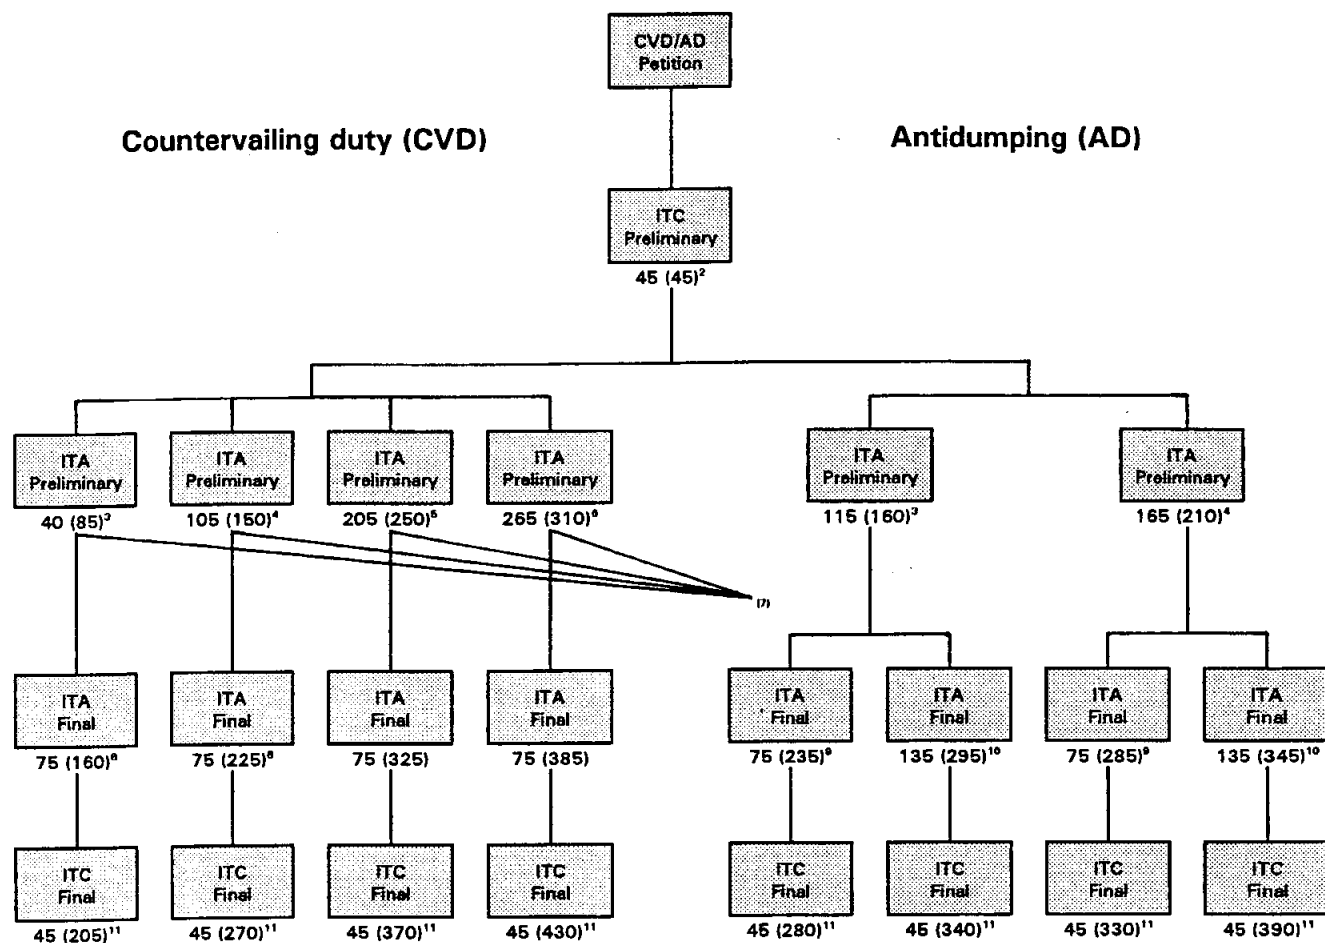 CVD/AD
Petition
Countervailing duty (CVD)
Antidumping (AD)
ITC
Preliminary
45 (45)²
ITA
Preliminary
40 (85)³
ITA
Preliminary
105 (150)⁴
ITA
Preliminary
205 (250)⁵
ITA
Preliminary
265 (310)⁶
ITA
Preliminary
115 (160)³
ITA
Preliminary
165 (210)⁴
(7)
ITA
Final
75 (160)⁸
ITA
Final
75 (225)⁸
ITA
Final
75 (325)
ITA
Final
75 (385)
ITA
Final
75 (235)⁹
ITA
Final
135 (295)¹⁰
ITA
Final
75 (285)⁹
ITA
Final
135 (345)¹⁰
ITC
Final
45 (205)¹¹
ITC
Final
45 (270)¹¹
ITC
Final
45 (370)¹¹
ITC
Final
45 (430)¹¹
ITC
Final
45 (280)¹¹
ITC
Final
45 (340)¹¹
ITC
Final
45 (330)¹¹
ITC
Final
45 (390)¹¹